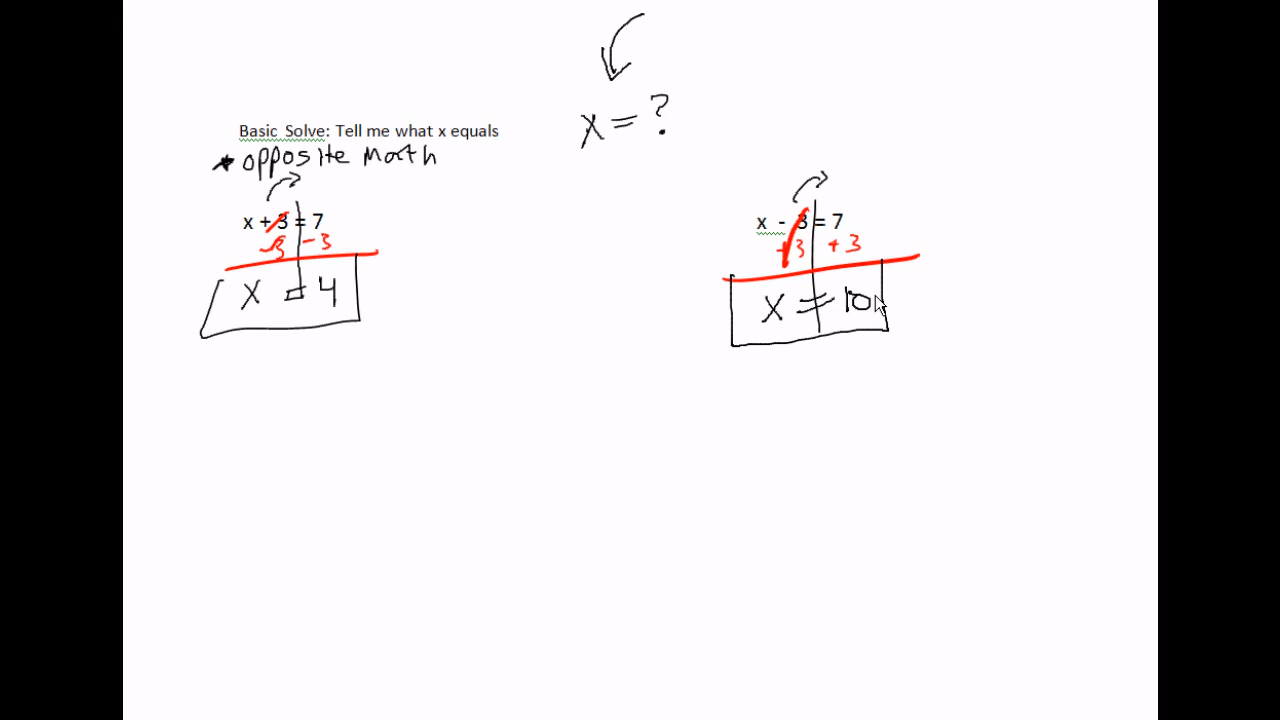 x = ?
Basic Solve: Tell me what x equals
* opposite math
x + 3 = 7
-3 -3
x = 4
x - 3 = 7
+3 +3
x = 10